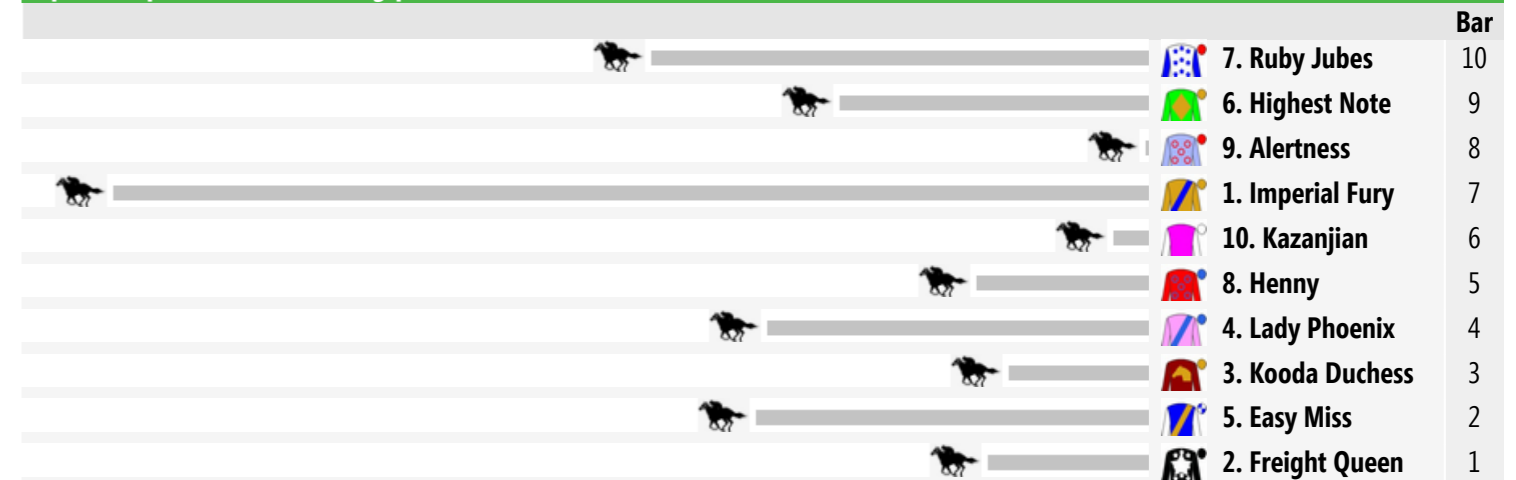 Bar
7. Ruby Jubes 10
6. Highest Note 9
9. Alertness 8
1. Imperial Fury 7
10. Kazanjian 6
8. Henny 5
4. Lady Phoenix 4
3. Kooda Duchess 3
5. Easy Miss 2
2. Freight Queen 1